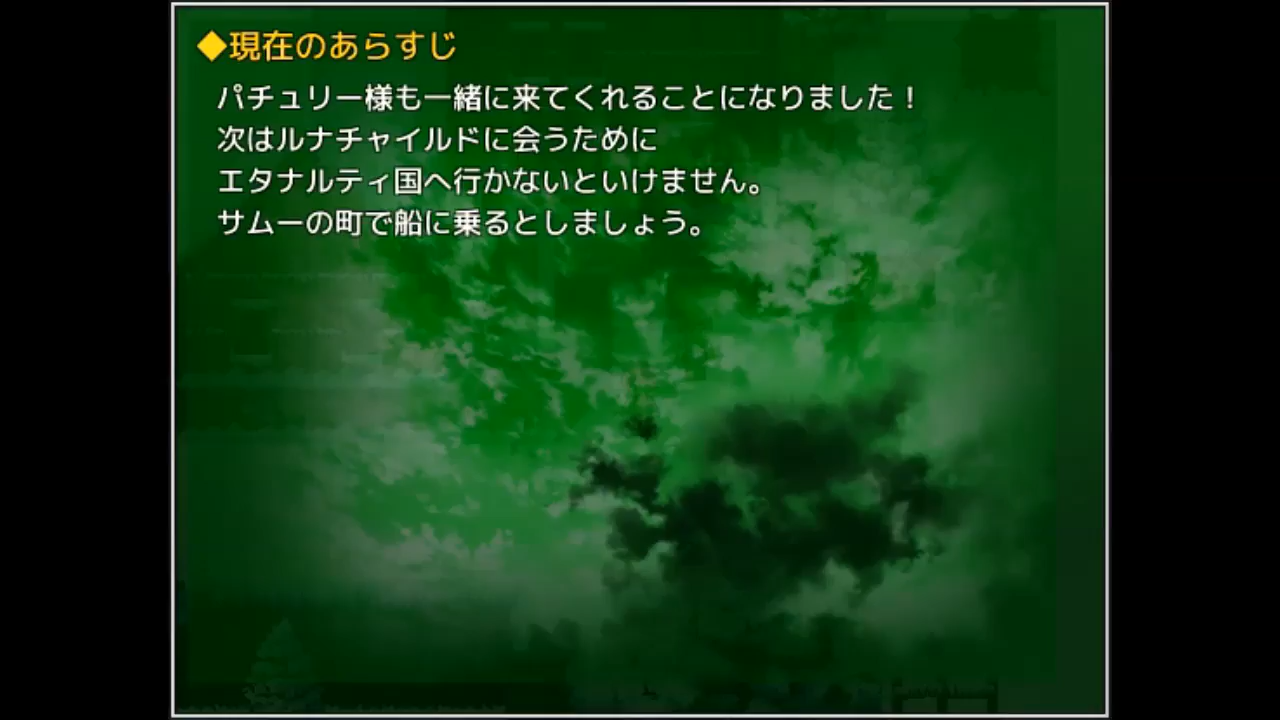 ◆現在のあらすじ
パチュリー様も一緒に来てくれることになりました！
次はルナチャイルドに会うために
エタナルティ国へ行かないといけません。
サムーの町で船に乗るとしましょう。